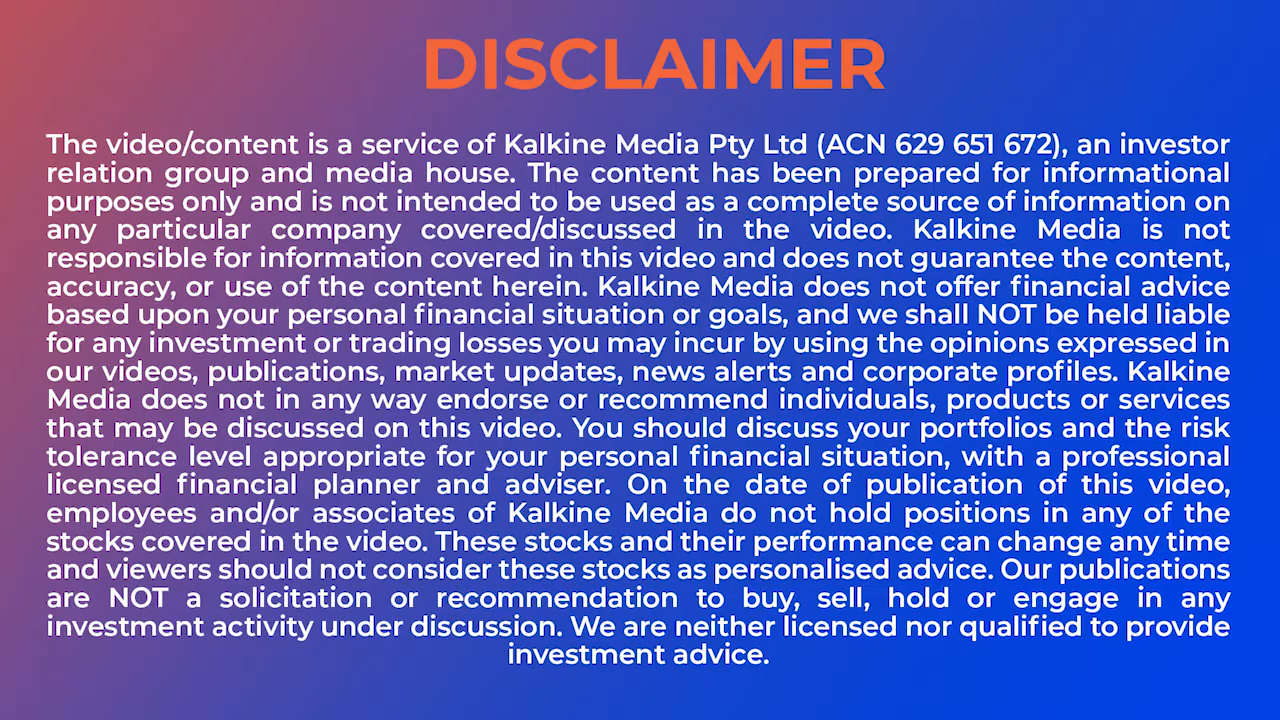 DISCLAIMER
The video/content is a service of Kalkine Media Pty Ltd (ACN 629 651 672), an investor
relation group and media house. The content has been prepared for informational
purposes only and is not intended to be used as a complete source of information on
any particular company covered/discussed in the video. Kalkine Media is not
responsible for information covered in this video and does not guarantee the content,
accuracy, or use of the content herein. Kalkine Media does not offer financial advice
based upon your personal financial situation or goals, and we shall NOT be held liable
for any investment or trading losses you may incur by using the opinions expressed in
our videos, publications, market updates, news alerts and corporate profiles. Kalkine
Media does not in any way endorse or recommend individuals, products or services
that may be discussed on this video. You should discuss your portfolios and the risk
tolerance level appropriate for your personal financial situation, with a professional
licensed financial planner and adviser. On the date of publication of this video,
employees and/or associates of Kalkine Media do not hold positions in any of the
stocks covered in the video. These stocks and their performance can change any time
and viewers should not consider these stocks as personalised advice. Our publications
are NOT a solicitation or recommendation to buy, sell, hold or engage in any
investment activity under discussion. We are neither licensed nor qualified to provide
investment advice.